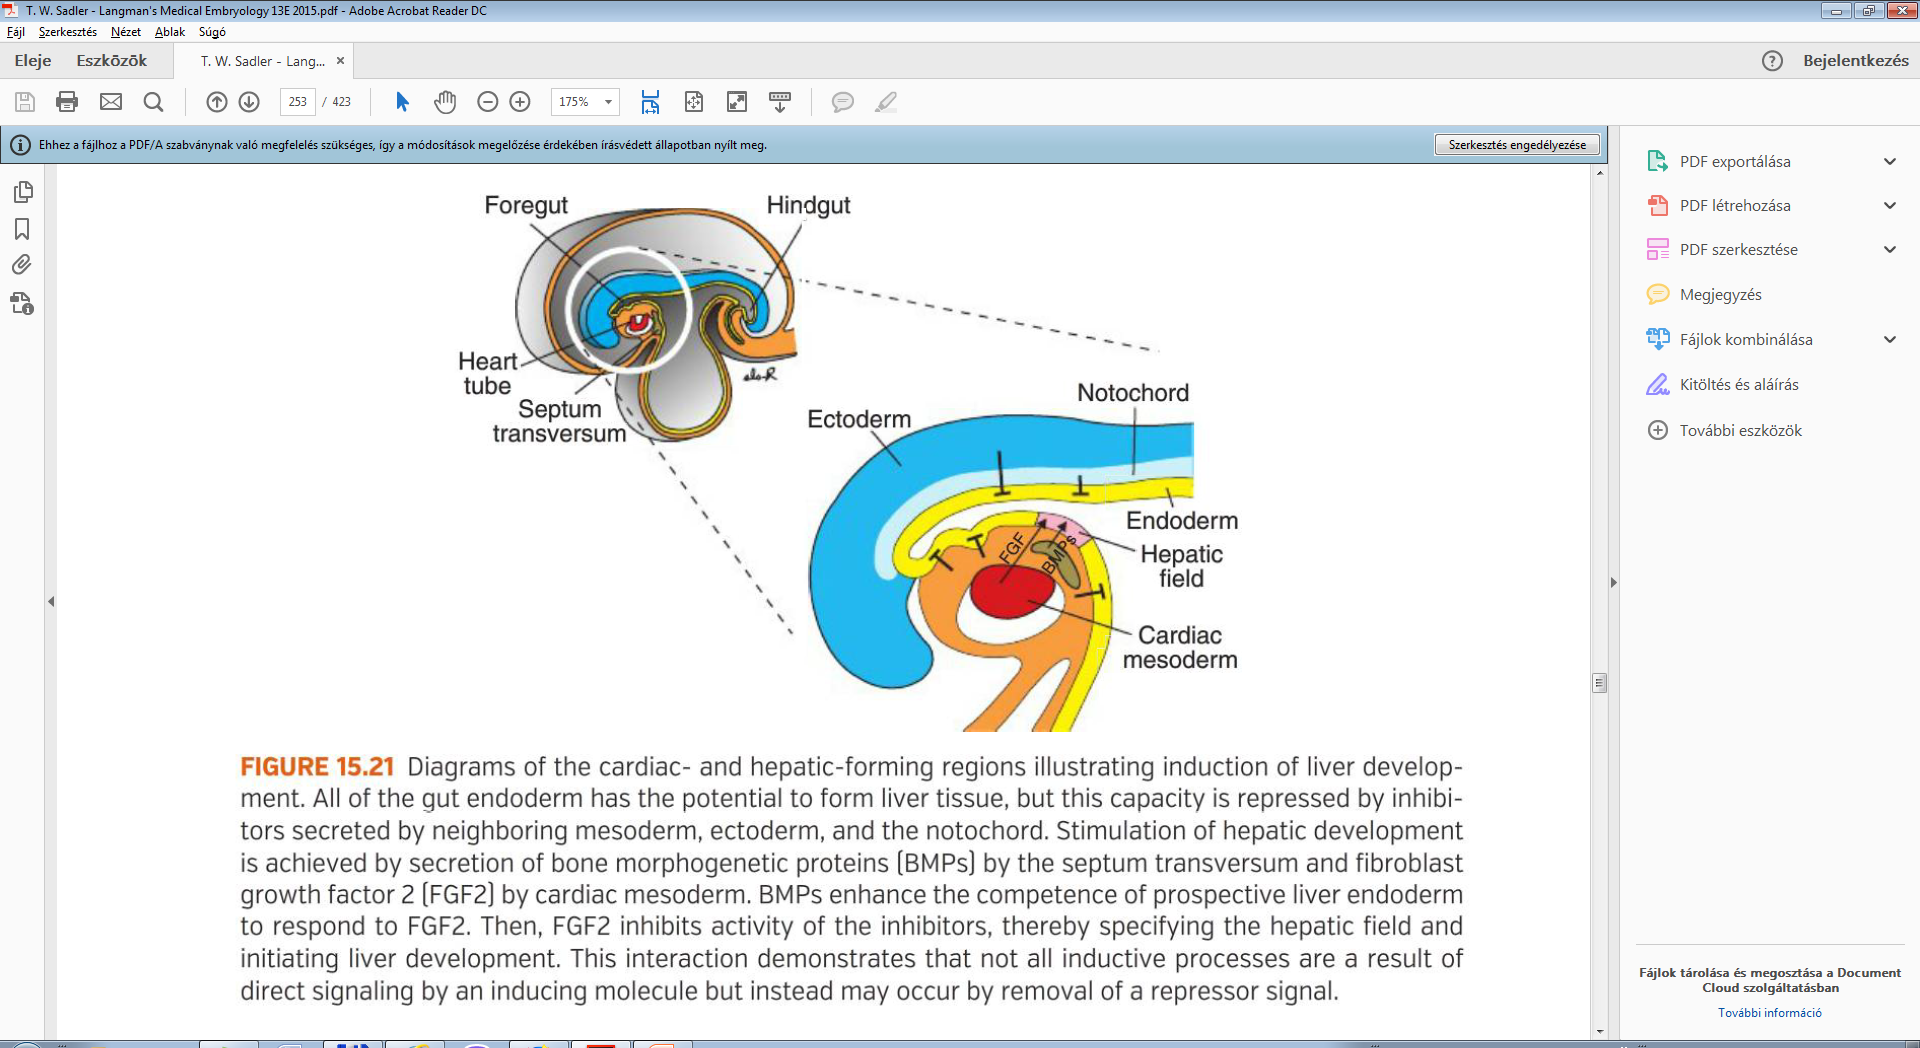 T. W. Sadler - Langman's Medical Embryology 13E 2015.pdf - Adobe Acrobat Reader DC
Fájl Szerkesztés Nézet Ablak Súgó
Eleje Eszközök T. W. Sadler - Lang... × Bejelentkezés
253 / 423 175%
Ehhez a fájlhoz a PDF/A szabványnak való megfelelés szükséges, így a módosítások megelőzése érdekében írásvédett állapotban nyílt meg. Szerkesztés engedélyezése
Foregut Hindgut
Heart
tube
Septum
transversum
Notochord
Ectoderm
Endoderm
Hepatic
field
FGF
BMPs
Cardiac
mesoderm
FIGURE 15.21 Diagrams of the cardiac- and hepatic-forming regions illustrating induction of liver develop-
ment. All of the gut endoderm has the potential to form liver tissue, but this capacity is repressed by inhibi-
tors secreted by neighboring mesoderm, ectoderm, and the notochord. Stimulation of hepatic development
is achieved by secretion of bone morphogenetic proteins (BMPs) by the septum transversum and fibroblast
growth factor 2 (FGF2) by cardiac mesoderm. BMPs enhance the competence of prospective liver endoderm
to respond to FGF2. Then, FGF2 inhibits activity of the inhibitors, thereby specifying the hepatic field and
initiating liver development. This interaction demonstrates that not all inductive processes are a result of
direct signaling by an inducing molecule but instead may occur by removal of a repressor signal.
PDF exportálása
PDF létrehozása
PDF szerkesztése
Megjegyzés
Fájlok kombinálása
Kitöltés és aláírás
További eszközök
Fájlok tárolása és megosztása a Document
Cloud szolgáltatásban
További információ